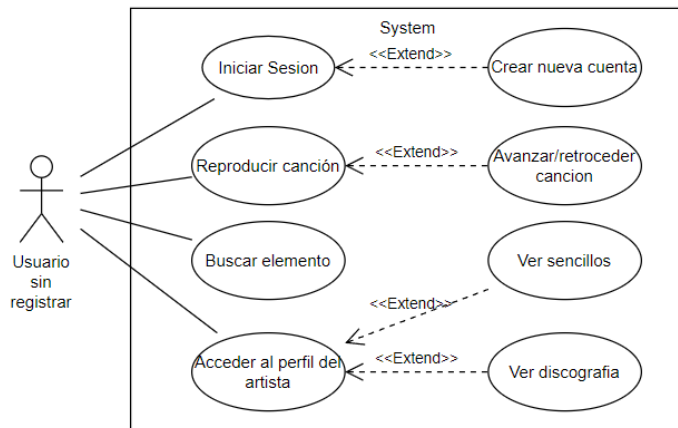 System
Iniciar Sesion
<<Extend>>
Crear nueva cuenta
Reproducir canción
<<Extend>>
Avanzar/retroceder
cancion
Usuario
sin
registrar
Buscar elemento
Ver sencillos
<<Extend>>
Acceder al perfil del
artista
<<Extend>>
Ver discografia